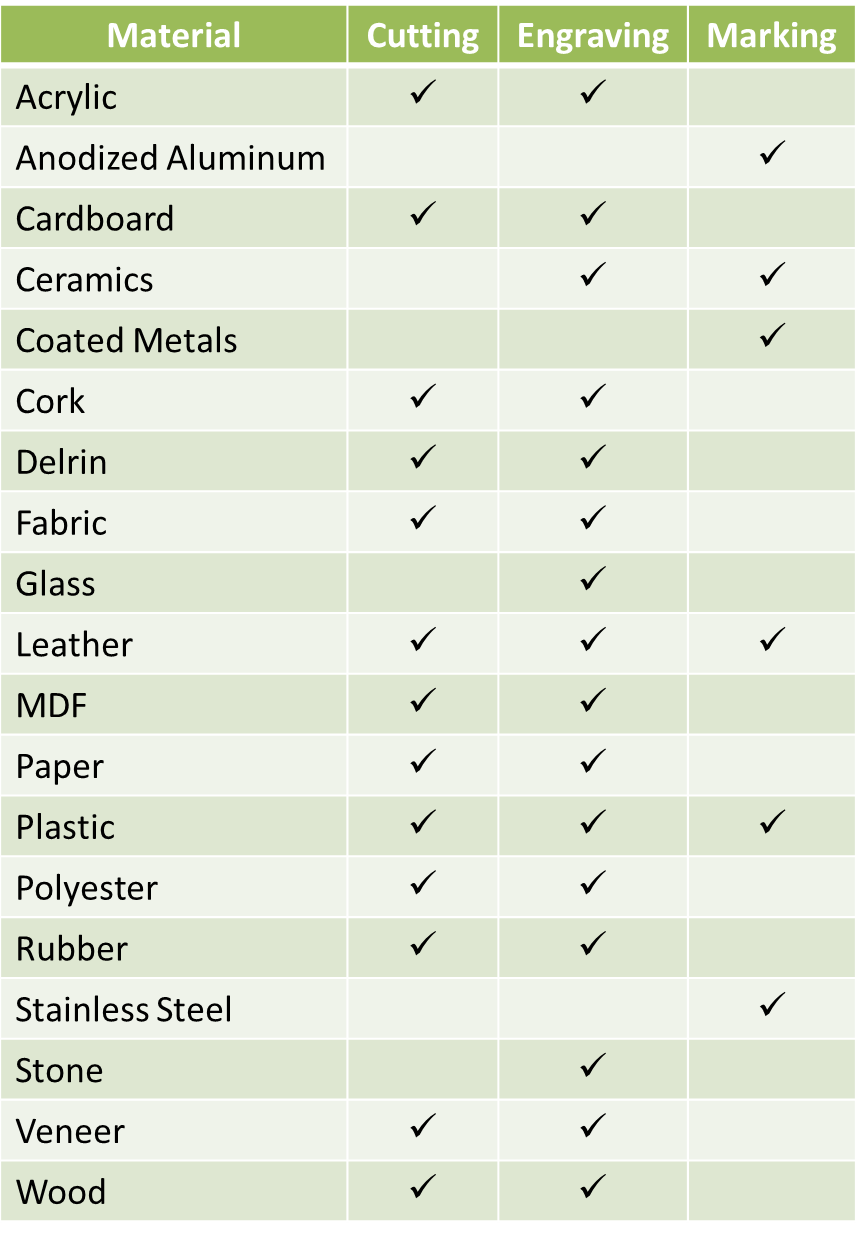 Material Cutting Engraving Marking
Acrylic ✓ ✓
Anodized Aluminum ✓
Cardboard ✓ ✓
Ceramics ✓ ✓
Coated Metals ✓
Cork ✓ ✓
Delrin ✓ ✓
Fabric ✓ ✓
Glass ✓
Leather ✓ ✓ ✓
MDF ✓ ✓
Paper ✓ ✓
Plastic ✓ ✓ ✓
Polyester ✓ ✓
Rubber ✓ ✓
Stainless Steel ✓
Stone ✓
Veneer ✓ ✓
Wood ✓ ✓